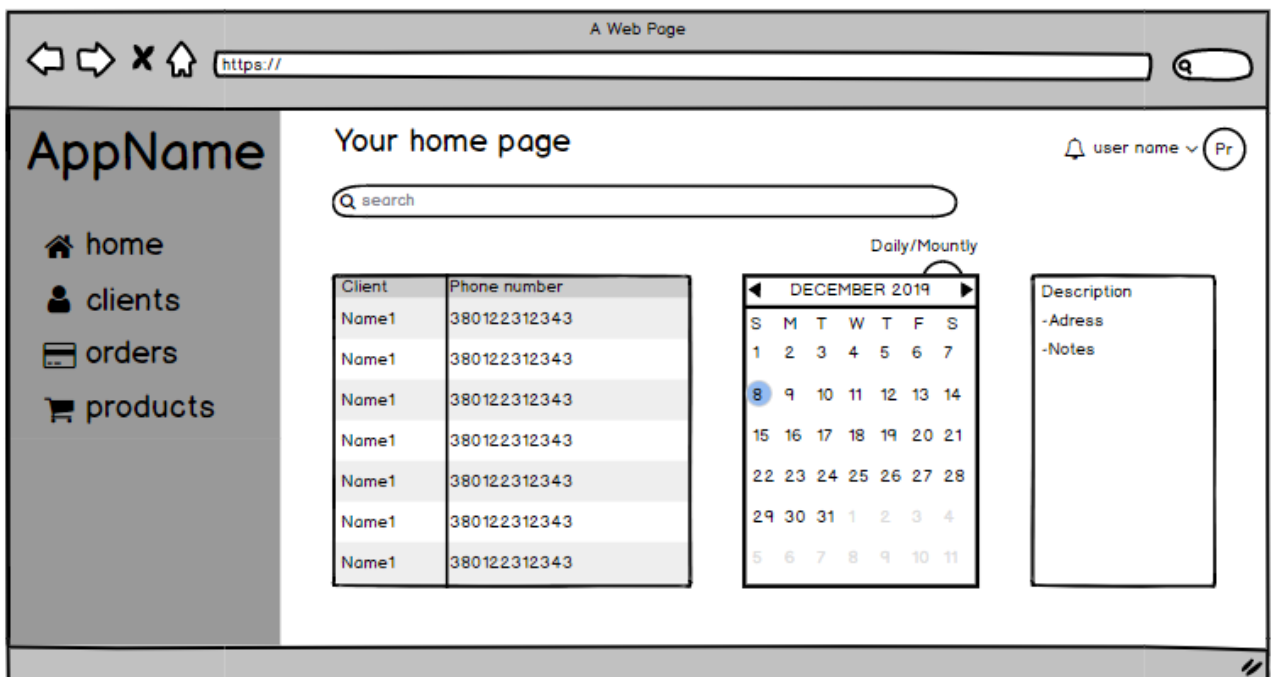 A Web Page
https://
AppName
home
clients
orders
products
Your home page
user name
Pr
search
Daily/Mountly
Client Phone number
Name1 380122312343
Name1 380122312343
Name1 380122312343
Name1 380122312343
Name1 380122312343
Name1 380122312343
Name1 380122312343
DECEMBER 2019
S M T W T F S
1 2 3 4 5 6 7
8 9 10 11 12 13 14
15 16 17 18 19 20 21
22 23 24 25 26 27 28
29 30 31 1 2 3 4
5 6 7 8 9 10 11
Description
-Adress
-Notes